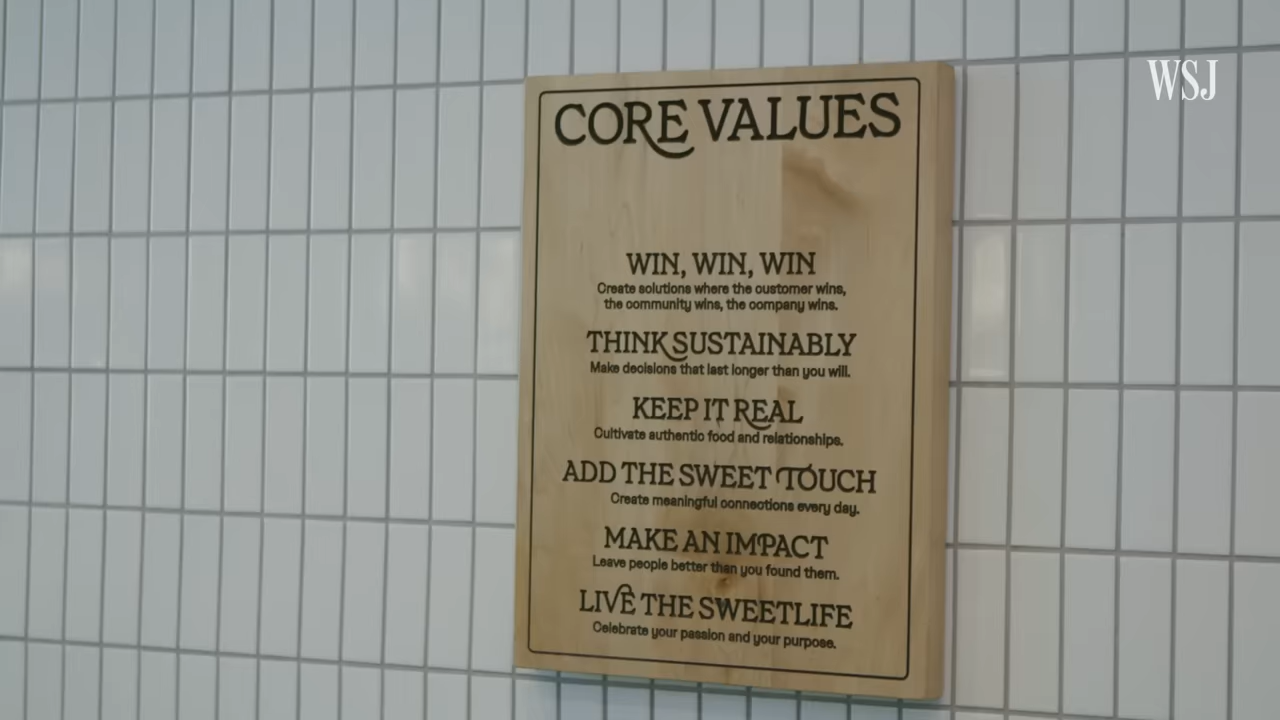 WSJ
CORE VALUES
WIN, WIN, WIN
Create solutions where the customer wins,
the community wins, the company wins.
THINK SUSTAINABLY
Make decisions that last longer than you will.
KEEP IT REAL
Cultivate authentic food and relationships.
ADD THE SWEET TOUCH
Create meaningful connections every day.
MAKE AN IMPACT
Leave people better than you found them.
LIVE THE SWEETLIFE
Celebrate your passion and your purpose.